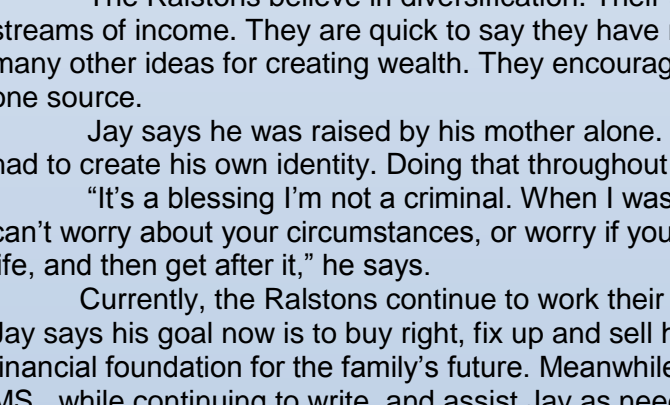 The Ralstons believe in diversification. Their
streams of income. They are quick to say they have
many other ideas for creating wealth. They encourag
one source.
Jay says he was raised by his mother alone.
had to create his own identity. Doing that throughout
“It’s a blessing I’m not a criminal. When I was
can’t worry about your circumstances, or worry if you
life, and then get after it,” he says.
Currently, the Ralstons continue to work their
Jay says his goal now is to buy right, fix up and sell h
financial foundation for the family’s future. Meanwhile
MS., while continuing to write, and assist Jay as nee